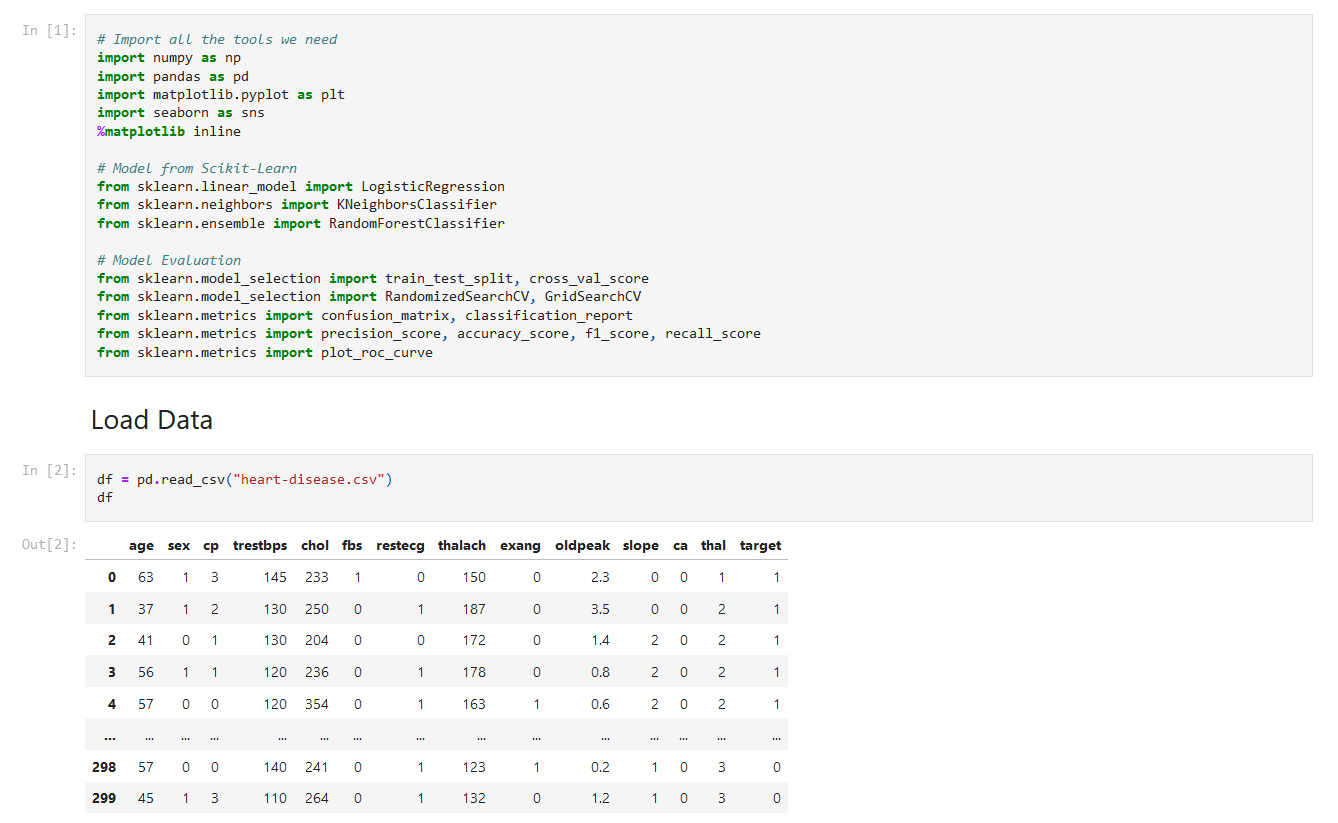 In [1]:
# Import all the tools we need
import numpy as np
import pandas as pd
import matplotlib.pyplot as plt
import seaborn as sns
%matplotlib inline
# Model from Scikit-Learn
from sklearn.linear_model import LogisticRegression
from sklearn.neighbors import KNeighborsClassifier
from sklearn.ensemble import RandomForestClassifier
# Model Evaluation
from sklearn.model_selection import train_test_split, cross_val_score
from sklearn.model_selection import RandomizedSearchCV, GridSearchCV
from sklearn.metrics import confusion_matrix, classification_report
from sklearn.metrics import precision_score, accuracy_score, f1_score, recall_score
from sklearn.metrics import plot_roc_curve
Load Data
In [2]:
df = pd.read_csv("heart-disease.csv")
df
Out[2]:
age sex cp trestbps chol fbs restecg thalach exang oldpeak slope ca thal target
0 63 1 3 145 233 1 0 150 0 2.3 0 0 1 1
1 37 1 2 130 250 0 1 187 0 3.5 0 0 2 1
2 41 0 1 130 204 0 0 172 0 1.4 2 0 2 1
3 56 1 1 120 236 0 1 178 0 0.8 2 0 2 1
4 57 0 0 120 354 0 1 163 1 0.6 2 0 2 1
... ... ... ... ... ... ... ... ... ... ... ... ... ... ...
298 57 0 0 140 241 0 1 123 1 0.2 1 0 3 0
299 45 1 3 110 264 0 1 132 0 1.2 1 0 3 0